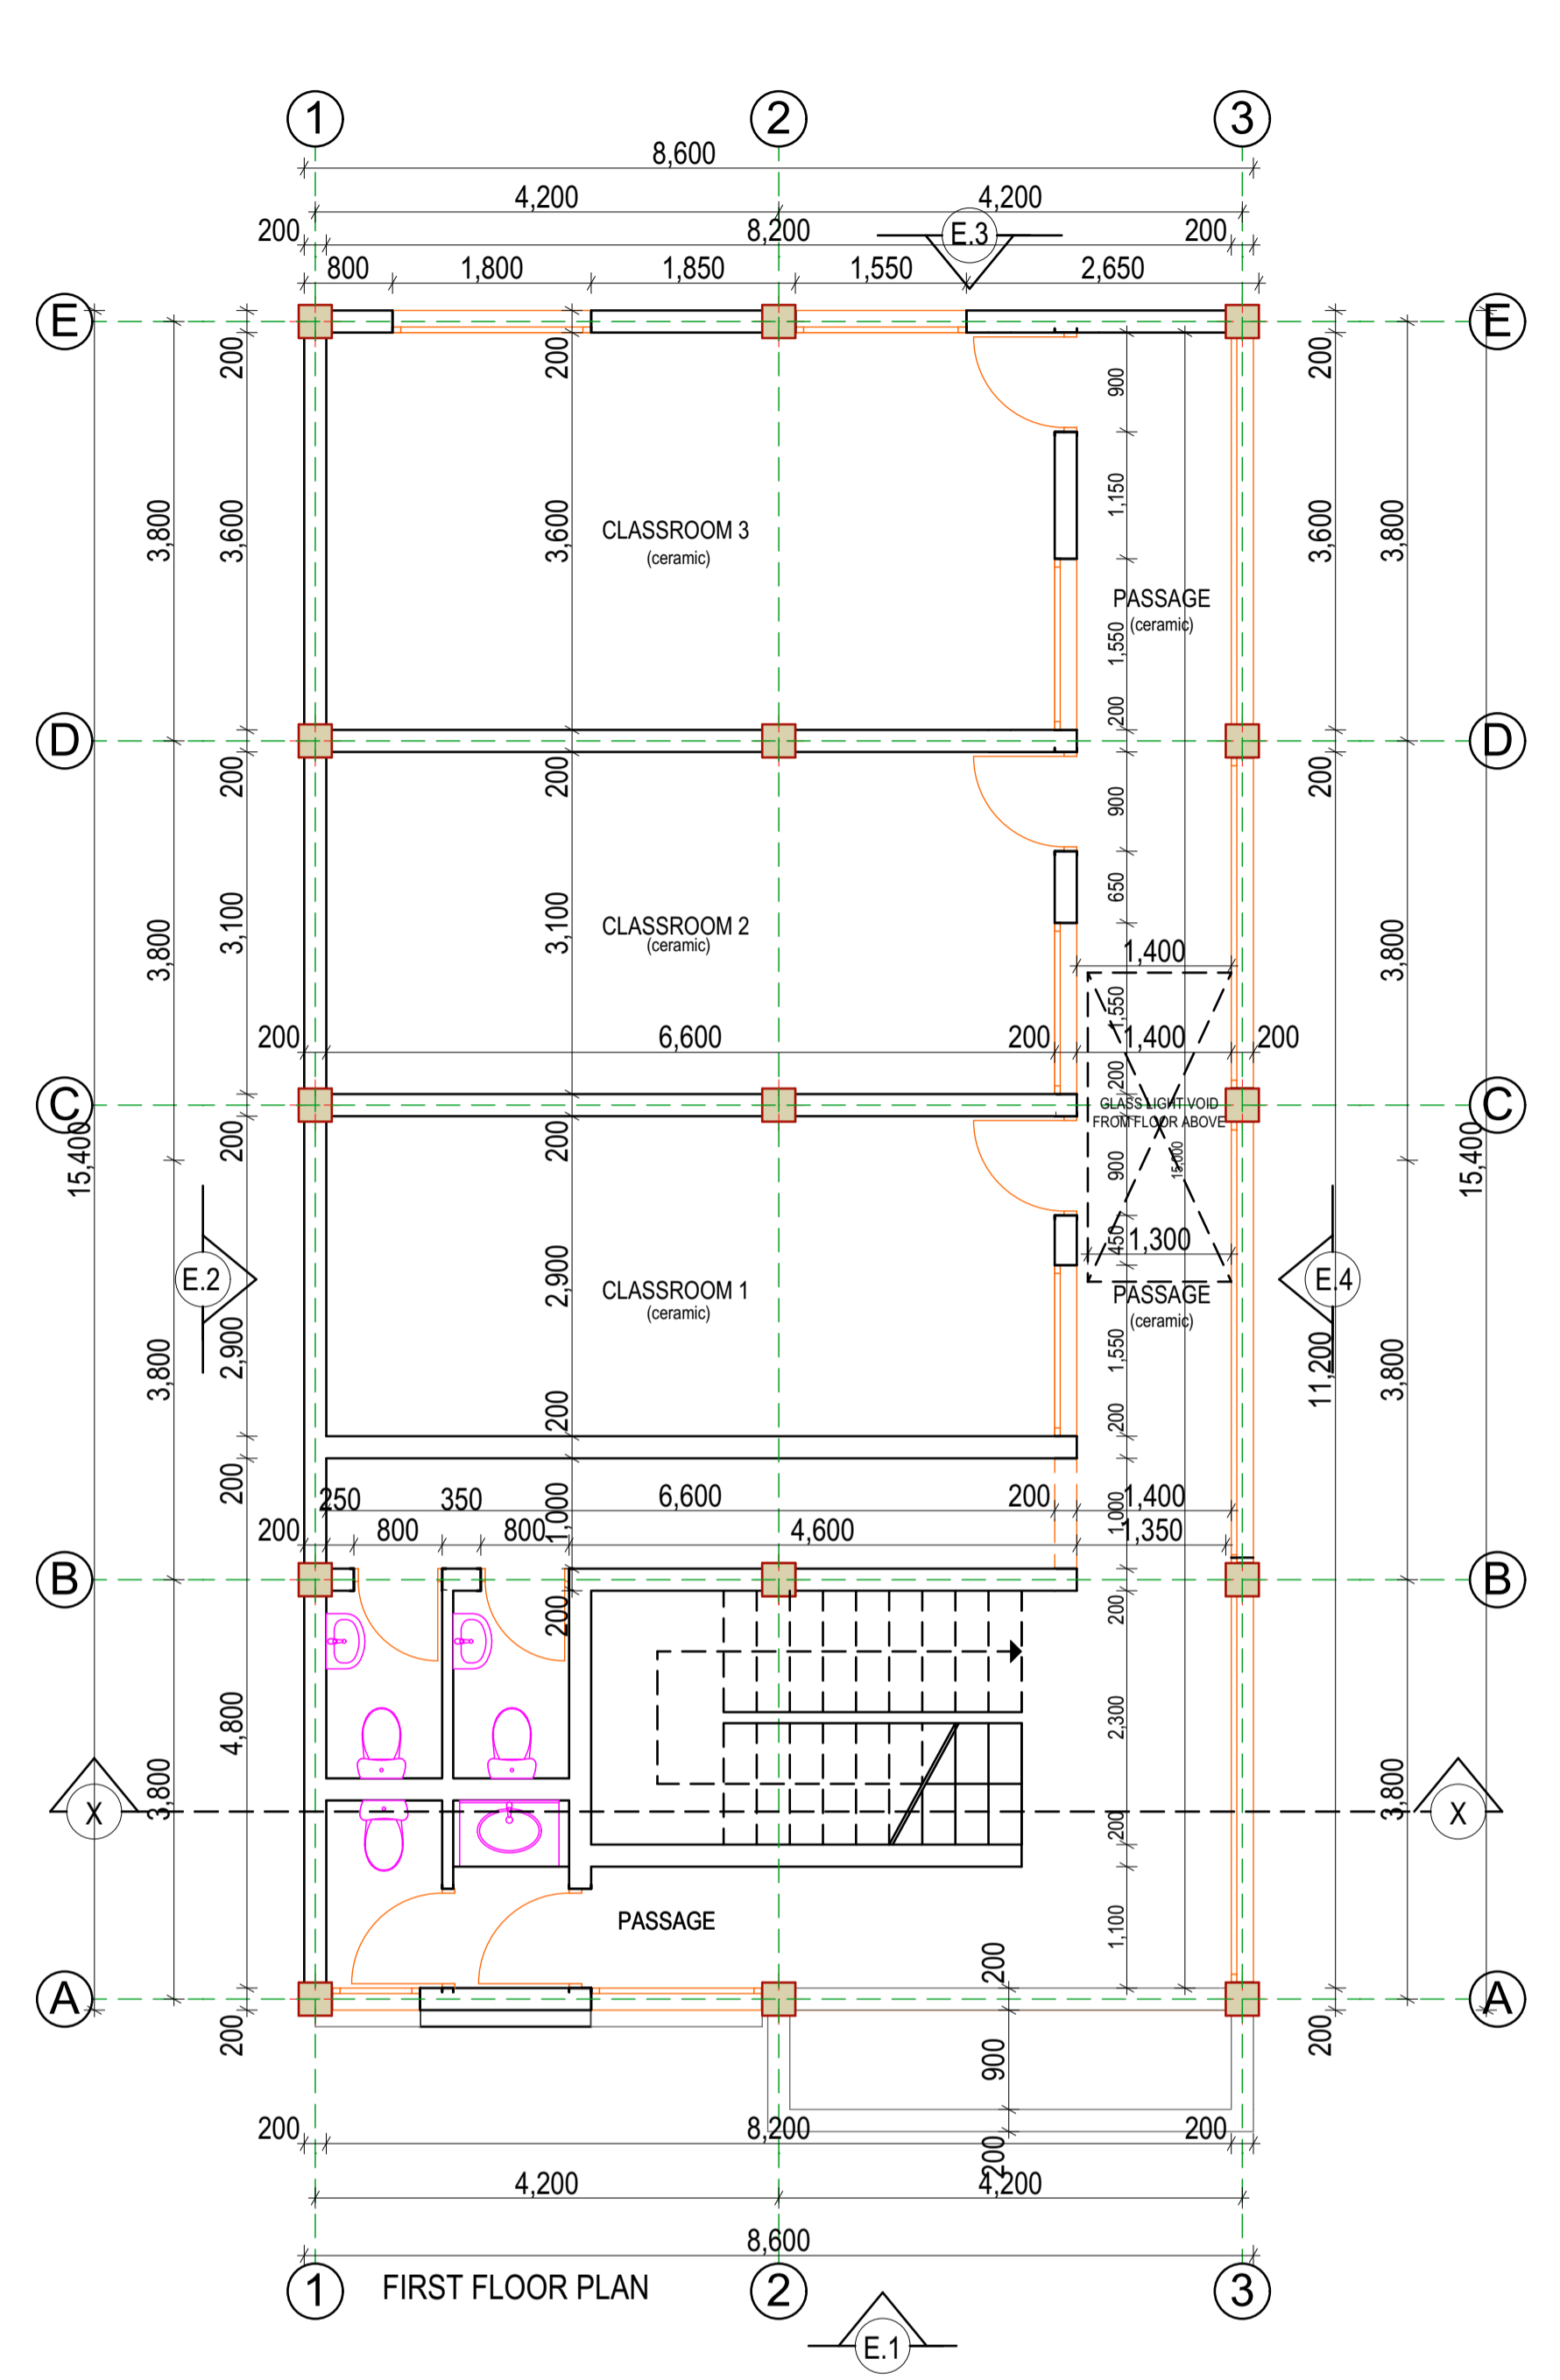 1 2 3
8,600
4,200 4,200
200 8,200 E.3 200
800 1,800 1,850 1,550 2,650
E E
200 200 900 200
3,800 3,600 3,600 1,150 3,600 3,800
CLASSROOM 3
(ceramic)
PASSAGE
(ceramic)
1,550
200
D D
200 200 900 200
3,800 3,100 3,100 650 3,800
CLASSROOM 2
(ceramic)
1,400
1,550
200 6,600 200 1,400 200
200
C C
GLASS LIGHT VOID
FROM FLOOR ABOVE
15,400 200 200 900 15,000 15,400
450 1,300
E.2 E.4
CLASSROOM 1
(ceramic)
PASSAGE
(ceramic)
3,800 2,900 2,900 1,550 11,200 3,800
200 200
200
250 350 1,000 6,600 200 1,000 1,400
200 800 800 4,600 1,350
B B
200 200
4,800 2,300
X X
3,800 200 3,800
PASSAGE
1,100
200
A A
200 900 200
200 8,200 200
200
4,200 4,200
8,600
1 2 3
FIRST FLOOR PLAN
E.1